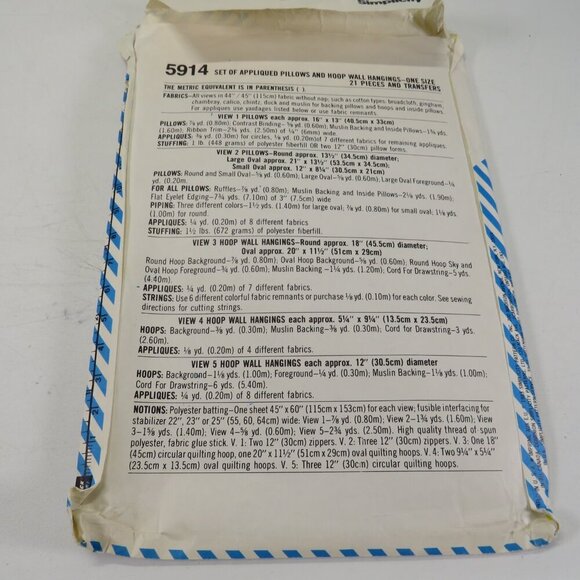 Simplicity
5914 SET OF APPLIQUED PILLOWS AND HOOP WALL HANGINGS—ONE SIZE
21 PIECES AND TRANSFERS
THE METRIC EQUIVALENT IS IN PARENTHESIS ( ).
FABRICS—All views in 44"/45" (115cm) fabric without nap, such as cotton types, broadcloth, gingham,
chambray, calico, chintz, duck and muslin for backing pillows and hoops and inside pillows.
For appliques use yardages listed below or use fabric remnants.
VIEW 1 PILLOWS each approx. 16" x 13" (40.5cm x 33cm)
PILLOWS: ⅞ yd. (0.80m); Contrast Binding- ⅝ yd. (0.60m); Muslin Backing and Inside Pillows—1¾ yds.
(1.60m); Ribbon Trim—2¾ yds. (2.50m) of ¼" (6mm) wide.
APPLIQUES: ⅜ yd. (0.30m) for circles, ¼ yd. (0.20m) of 7 different fabrics for remaining appliques.
STUFFING: 1 lb. (448 grams) of polyester fiberfill OR two 12" (30cm) pillow forms.
VIEW 2 PILLOWS—Round approx. 13½" (34.5cm) diameter;
Large Oval approx. 21" x 13½" (53.5cm x 34.5cm)
Small Oval approx. 12" x 8¼" (30.5cm x 21cm)
PILLOWS: Round and Small Oval—⅝ yd. (0.60m), Large Oval—⅝ yd. (0.60m), Large Oval Foreground—¼
yd. (0.20m.
FOR ALL PILLOWS: Ruffles—⅞ yd. (0.80m); Muslin Backing and Inside Pillows—2⅛ yds. (1.90m);
Flat Eyelet Edging—7¾ yds. (7.10m) of 3" (7.5cm) wide
PIPING: Three different colors—1½ yds. (1.40m) for large oval; ⅞ yd. (0.80m) for small oval; 1⅛ yds.
(1.00m) for round.
APPLIQUES: ¼ yd. (0.20m) of 8 different fabrics
STUFFING: 1½ lbs. (672 grams) of polyester fiberfill.
VIEW 3 HOOP WALL HANGINGS—Round approx. 18" (45.5cm) diameter;
Oval approx. 20" x 11½" (51cm x 29cm)
Round Hoop Background—⅞ yd. 0.80m); Oval Hoop Background—⅝ yd. (0.60m); Round Hoop Sky and
Oval Hoop Foreground—¾ yd. (0.20m) each; Muslin Backing —1¼ yds. (1.20m); Cord For Drawstring—5 yds.
(4.40m)
APPLIQUES: ¼ yd. (0.20m) of 7 different fabrics.
STRINGS: Use 6 different colorful fabric remnants or purchase ⅛ yd. (0.10m) for each color. See sewing
directions for cutting strings.
VIEW 4 HOOP WALL HANGINGS each approx. 5¼" x 9¼" (13.5cm x 23.5cm)
HOOPS: Background—⅜ yd. (0.30m); Muslin Backing—⅜ yd. (0.30m); Cord for Drawstring—3 yds.
(2.60m).
APPLIQUES: ⅛ yd. (0.20m) of 4 different fabric.
VIEW 5 HOOP WALL HANGINGS each approx. 12" (30.5cm) diameter
HOOPS: Background—1⅛ yds. (1.00m); Foreground—¼ yd. (0.30m); Muslin Backing—1⅛ yds. (1.00m);
Cord For Drawstring—6 yds. (5.40m).
APPLIQUES: ¼ yd. (0.20m) of 8 different fabrics.
NOTIONS: Polyester batting—One sheet 45" x 60" (115cm x 153cm) for each view; fusible interfacing for
stabilizer 22", 23" or 25" (55, 60, 64cm) wide: View 1—⅞ yd. (0.80m), View 2—1¾ yds. (1.60m); View
3—1⅝ yds. (1.40m), View 4—⅝ yd. (0.60m); View 5—2¾ yds. (2.50m). High quality thread of spun
polyester, fabric glue stick. V. 1: Two 12" (30cm) zippers. V. 2: Three 12" (30cm) zippers. V. 3: One 18"
(45cm) circular quilting hoop, one 20" x 11½" (51cm x 29cm) oval quilting hoops. V. 4: Two 9¼" x 5¼"
(23.5cm x 13.5cm) oval quilting hoops. V. 5: Three 12" (30cm) circular quilting hoops.